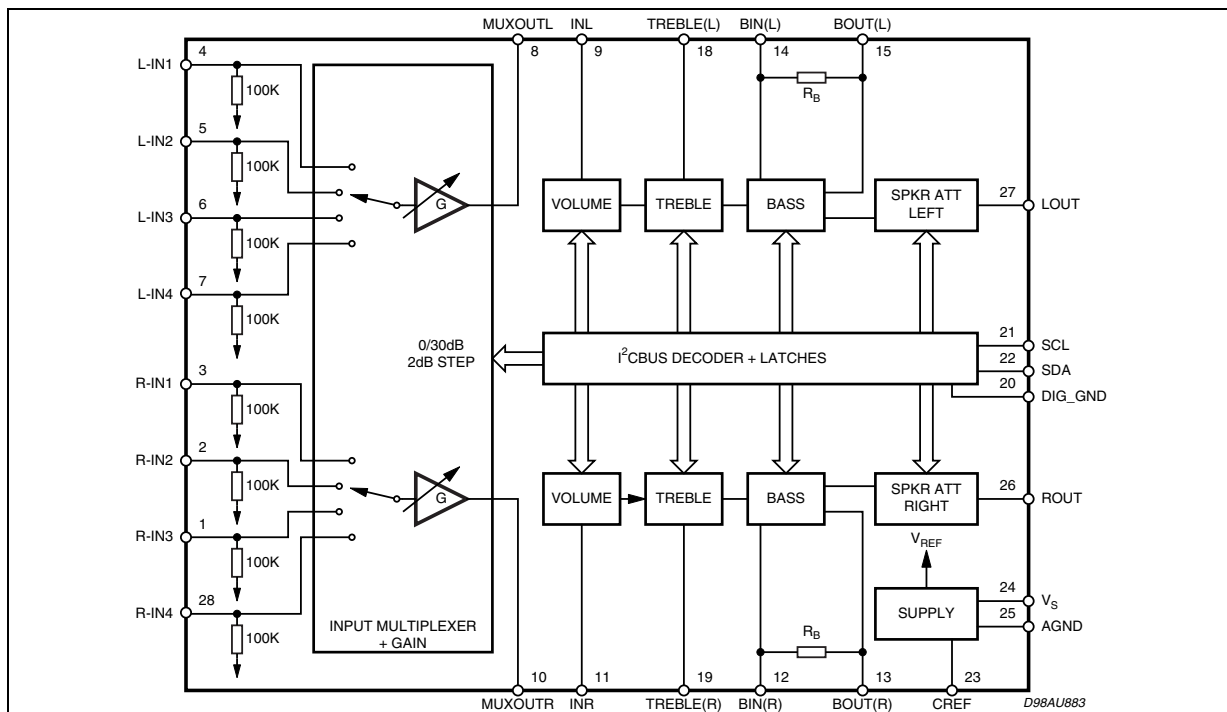 MUXOUTL INL TREBLE(L) BIN(L) BOUT(L)
8 9 18 14 15
L-IN1 4
100K
R_B
L-IN2 5
100K
L-IN3 6
100K
G
VOLUME TREBLE BASS SPKR ATT LEFT 27 LOUT
L-IN4 7
100K
0/30dB
2dB STEP
I²CBUS DECODER + LATCHES
21 SCL
22 SDA
20 DIG_GND
R-IN1 3
100K
R-IN2 2
100K
G
VOLUME TREBLE BASS SPKR ATT RIGHT 26 ROUT
R-IN3 1
100K
V_REF
R-IN4 28
100K
INPUT MULTIPLEXER
+ GAIN
SUPPLY
24 V_S
25 AGND
R_B
10 11 19 12 13 23
MUXOUTR INR TREBLE(R) BIN(R) BOUT(R) CREF
D98AU883